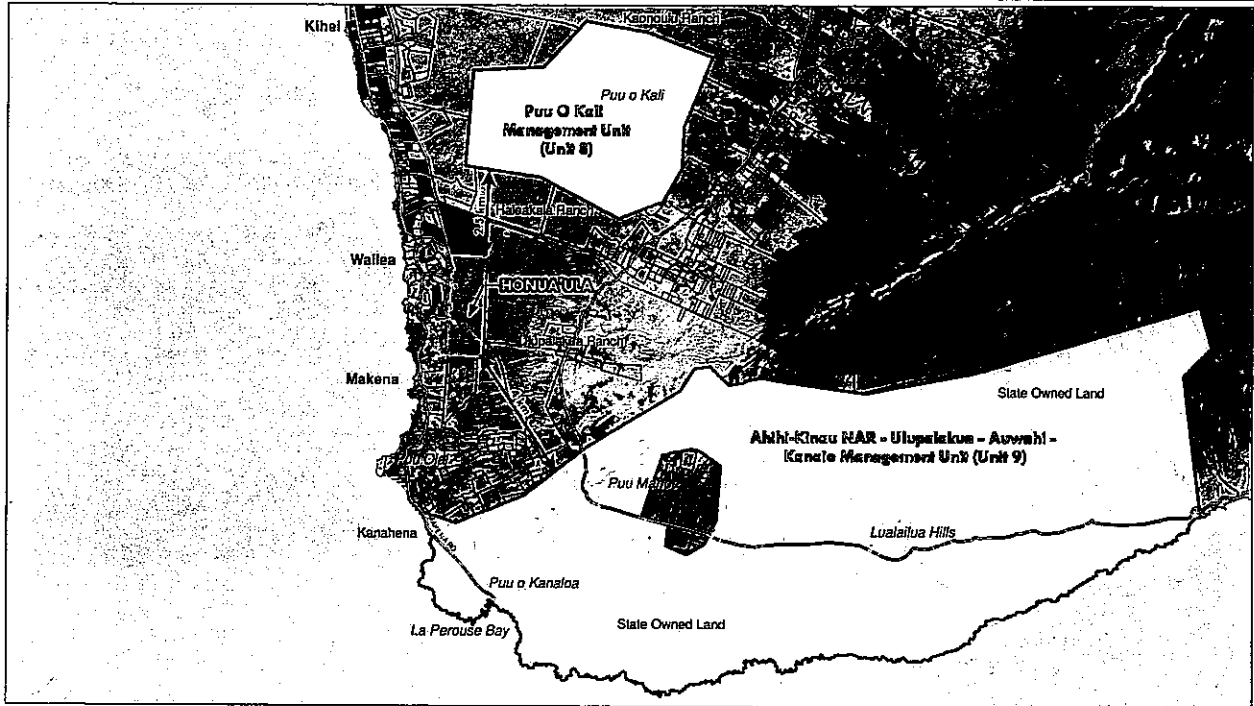 Kaonoulu Ranch
Kihei
Puu o Kali
Puu O Kali
Management Unit
(Unit 8)
Haleakala Ranch
Wailea
HONUA'ULA
Ulupalakua Ranch
Makena
State Owned Land
Ahihi-Kinau NAR - Ulupalakua - Auwahi -
Kanaio Management Unit (Unit 9)
Kanahena
Lualailua Hills
Puu o Kanaloa
La Perouse Bay
State Owned Land